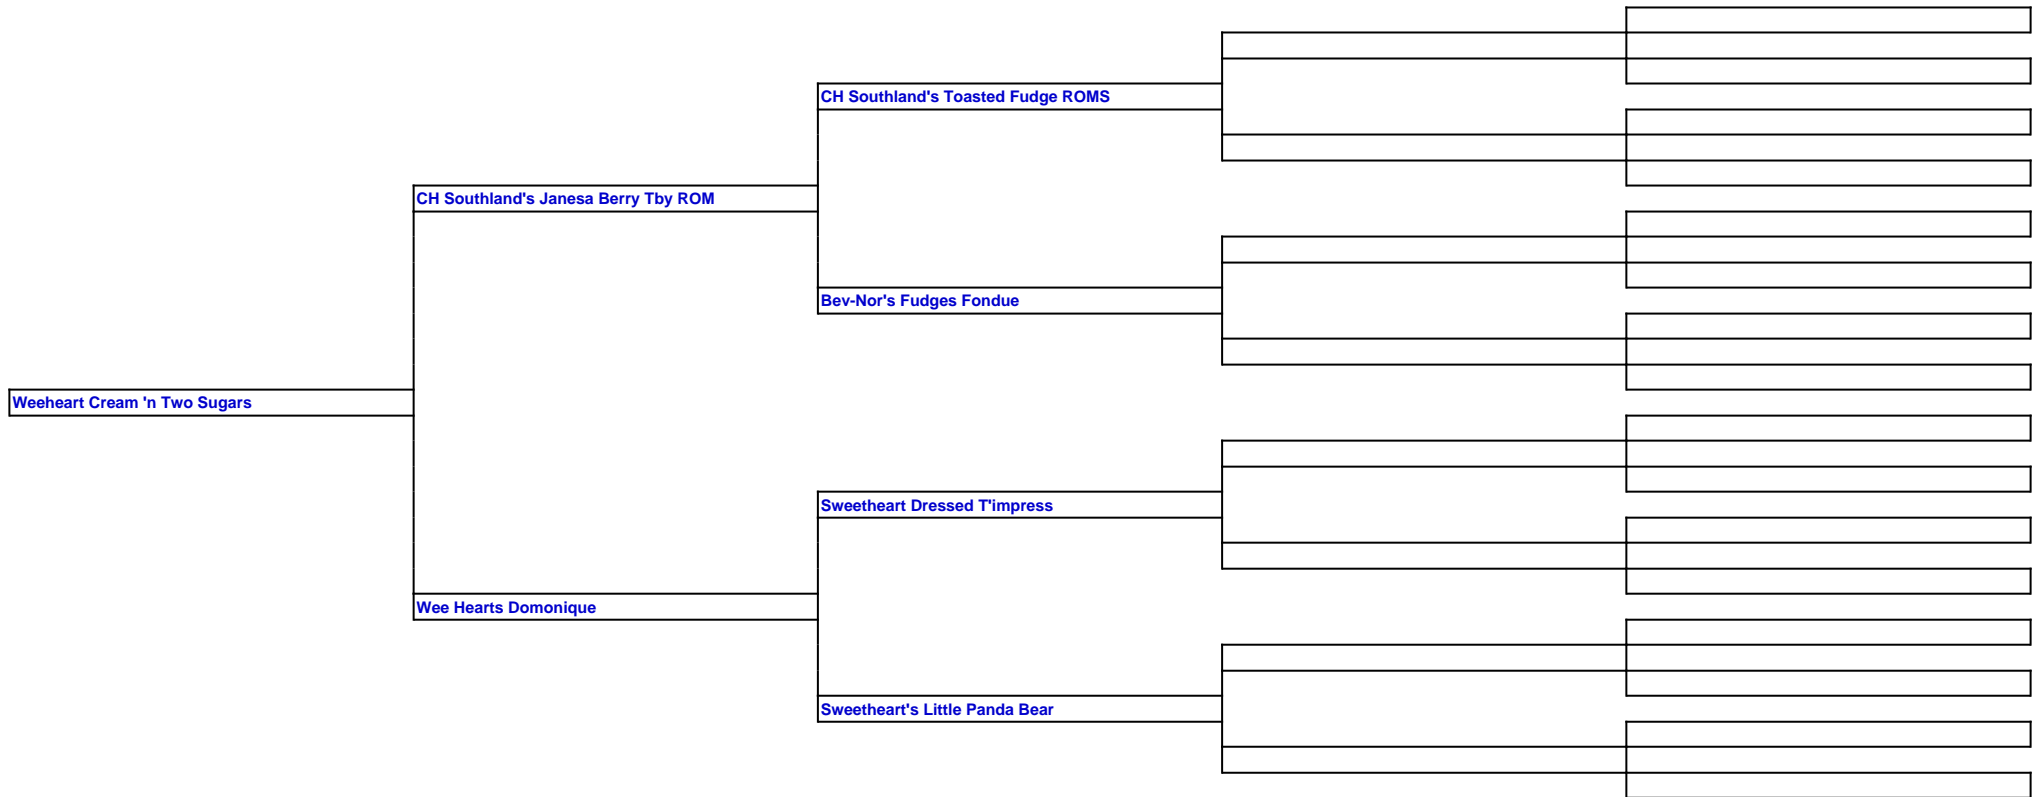 CH Southland's Toasted Fudge ROMS
CH Southland's Janesa Berry Tby ROM
Bev-Nor's Fudges Fondue
Weeheart Cream 'n Two Sugars
Sweetheart Dressed T'impress
Wee Hearts Domonique
Sweetheart's Little Panda Bear